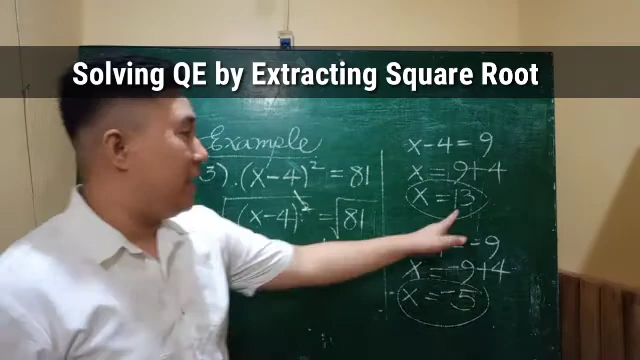 Solving QE by Extracting Square Root
Example
3). (x-4)² = 81
√(x-4)² = √81
x-4=9
x = 9+4
x = 13
= -9
x = -9+4
x = -5